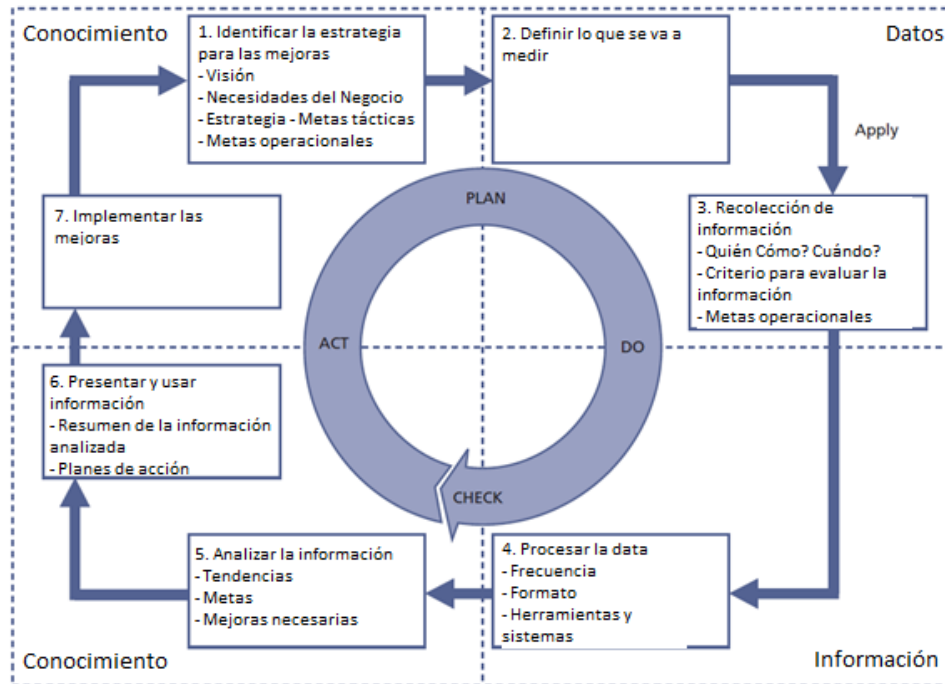 Conocimiento
1. Identificar la estrategia
para las mejoras
- Visión
- Necesidades del Negocio
- Estrategia - Metas tácticas
- Metas operacionales
2. Definir lo que se va a
medir
Datos
Apply
7. Implementar las
mejoras
PLAN
3. Recolección de
información
- Quién Cómo? Cuándo?
- Criterio para evaluar la
información
- Metas operacionales
ACT
DO
6. Presentar y usar
información
- Resumen de la información
analizada
- Planes de acción
CHECK
5. Analizar la información
- Tendencias
- Metas
- Mejoras necesarias
4. Procesar la data
- Frecuencia
- Formato
- Herramientas y
sistemas
Conocimiento
Información